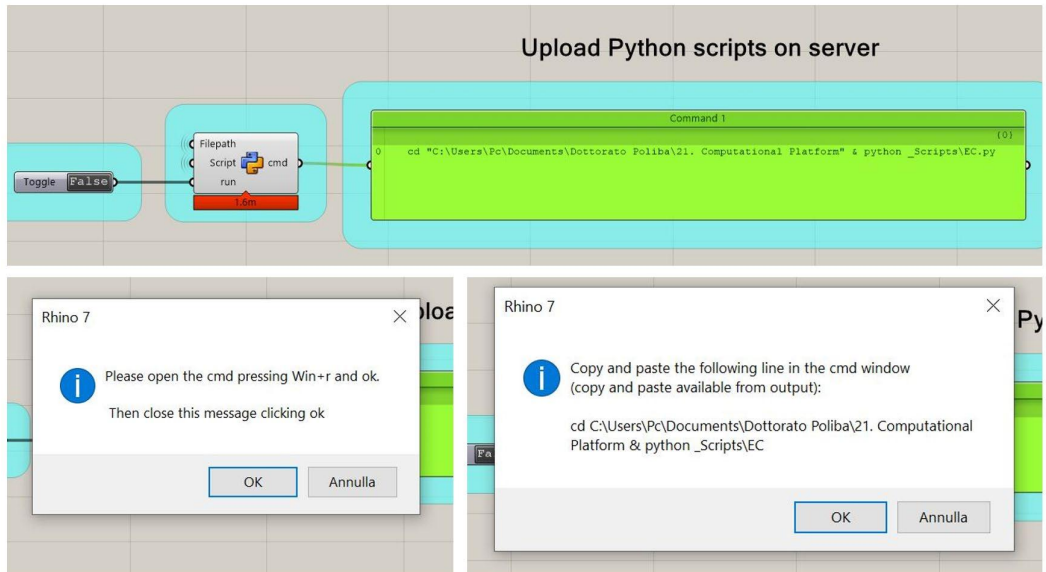 Upload Python scripts on server
Command 1
{0}
Filepath
Script
cmd
run
1.6m
Toggle False
0 cd "C:\Users\Pc\Documents\Dottorato Poliba\21. Computational Platform" & python _Scripts\EC.py
Rhino 7
Please open the cmd pressing Win+r and ok.
Then close this message clicking ok
OK Annulla
Rhino 7
Copy and paste the following line in the cmd window
(copy and paste available from output):
cd C:\Users\Pc\Documents\Dottorato Poliba\21. Computational
Platform & python _Scripts\EC
OK Annulla
Py
Fa